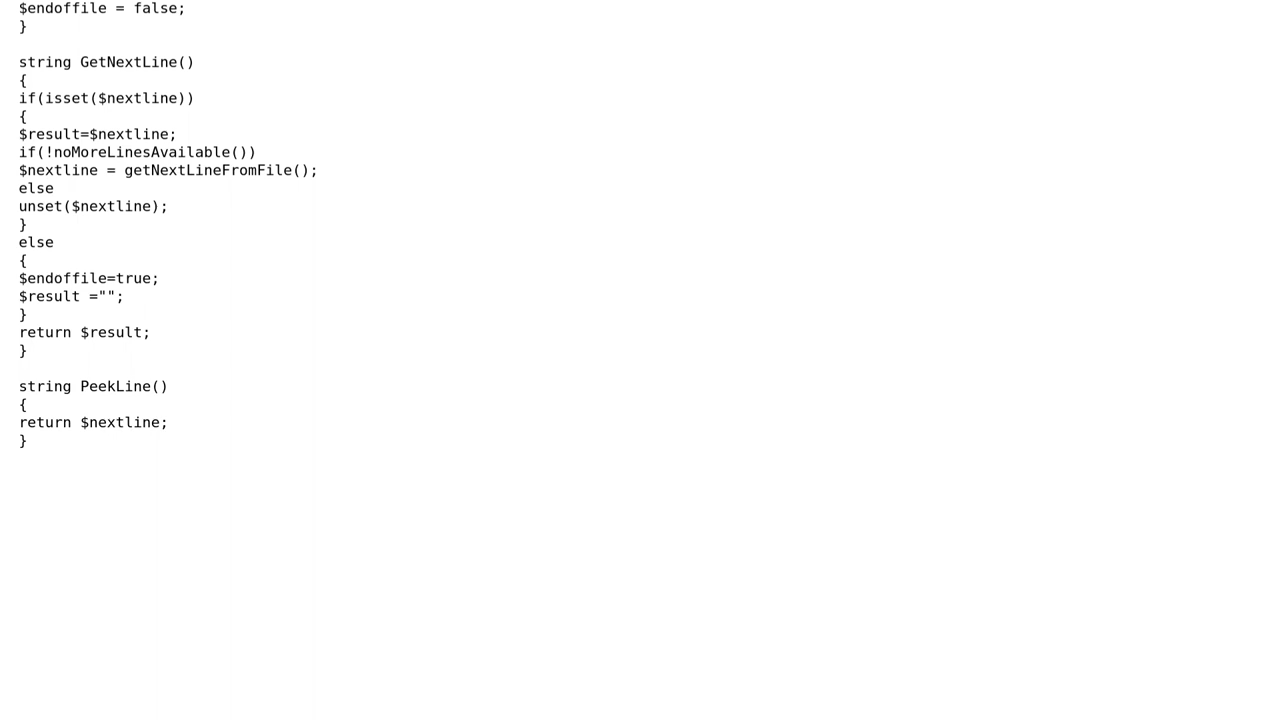 $endoffile = false;
}

string GetNextLine()
{
if(isset($nextline))
{
$result=$nextline;
if(!noMoreLinesAvailable())
$nextline = getNextLineFromFile();
else
unset($nextline);
}
else
{
$endoffile=true;
$result ="";
}
return $result;
}

string PeekLine()
{
return $nextline;
}